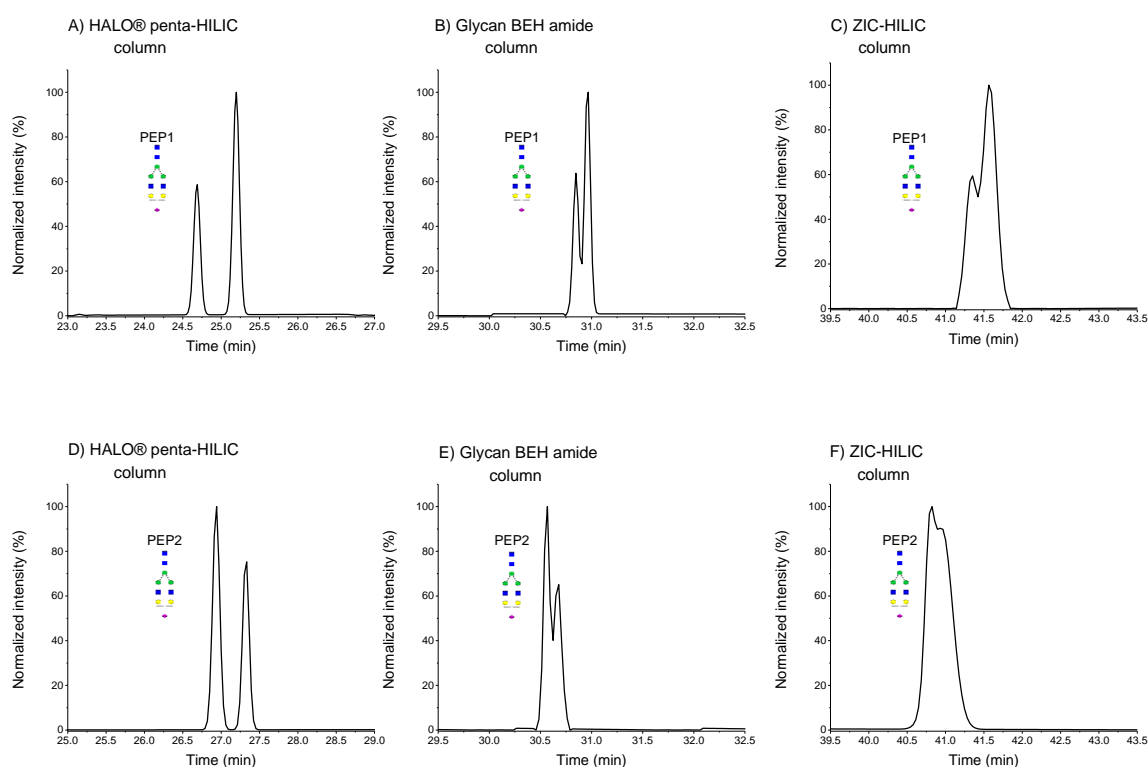 A) HALO® penta-HILIC
column
Normalized intensity (%)
100
80
60
40
20
0
PEP1
23.0 23.5 24.0 24.5 25.0 25.5 26.0 26.5 27.0
Time (min)
B) Glycan BEH amide
column
Normalized intensity (%)
100
80
60
40
20
0
PEP1
29.5 30.0 30.5 31.0 31.5 32.0 32.5
Time (min)
C) ZIC-HILIC
column
Normalized intensity (%)
100
80
60
40
20
0
PEP1
39.5 40.0 40.5 41.0 41.5 42.0 42.5 43.0 43.5
Time (min)
D) HALO® penta-HILIC
column
Normalized intensity (%)
100
80
60
40
20
0
PEP2
25.0 25.5 26.0 26.5 27.0 27.5 28.0 28.5 29.0
Time (min)
E) Glycan BEH amide
column
Normalized intensity (%)
100
80
60
40
20
0
PEP2
29.5 30.0 30.5 31.0 31.5 32.0 32.5
Time (min)
F) ZIC-HILIC
column
Normalized intensity (%)
100
80
60
40
20
0
PEP2
39.5 40.0 40.5 41.0 41.5 42.0 42.5 43.0 43.5
Time (min)